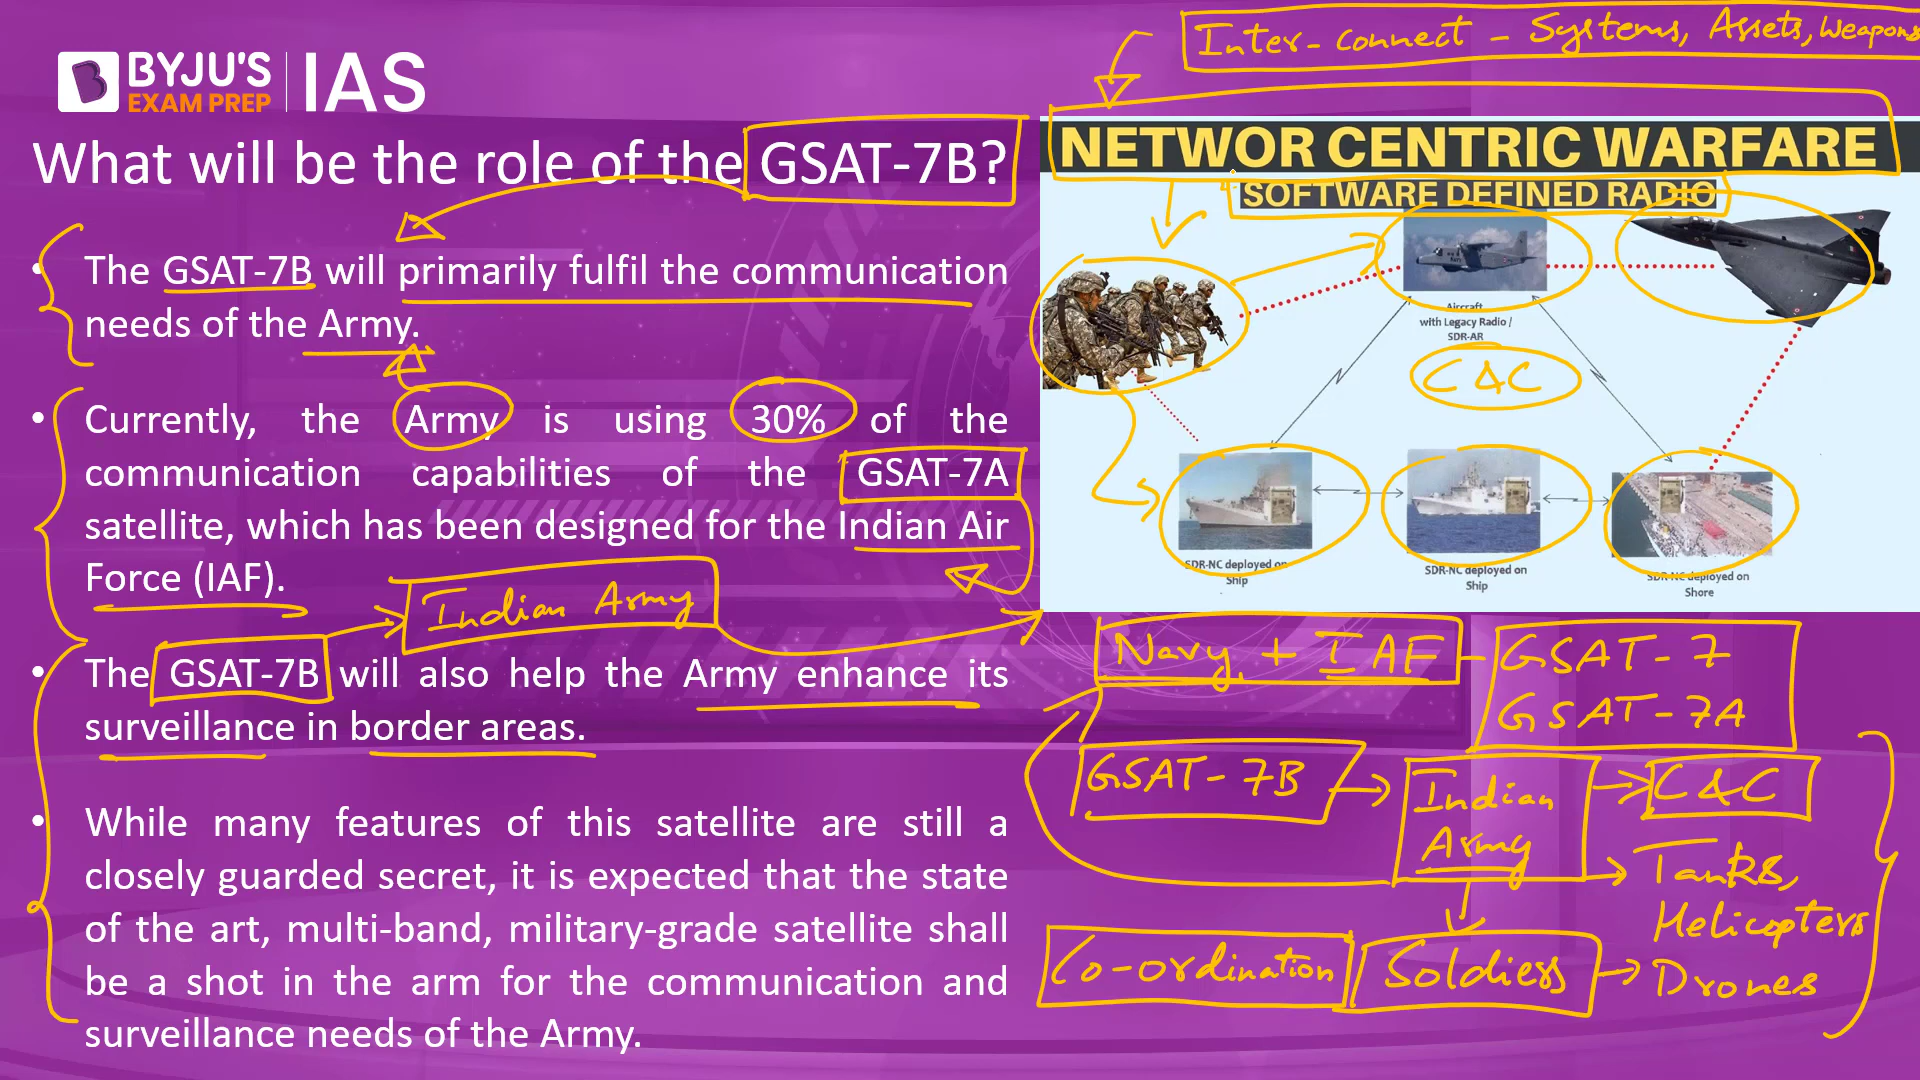 Inter-connect - Systems, Assets, Weapons
BYJU'S
EXAM PREP
IAS
What will be the role of the GSAT-7B?
• The GSAT-7B will primarily fulfil the communication
needs of the Army.
• Currently, the Army is using 30% of the
communication capabilities of the GSAT-7A
satellite, which has been designed for the Indian Air
Force (IAF).
Indian Army
• The GSAT-7B will also help the Army enhance its
surveillance in border areas.
• While many features of this satellite are still a
closely guarded secret, it is expected that the state
of the art, multi-band, military-grade satellite shall
be a shot in the arm for the communication and
surveillance needs of the Army.
NETWOR CENTRIC WARFARE
SOFTWARE DEFINED RADIO
Aircraft
with Legacy Radio /
SDR-AR
C&C
SDR-NC deployed on
Ship
SDR-NC deployed on
Ship
SDR-NC deployed on
Shore
Navy + IAF - GSAT-7
GSAT-7A
GSAT-7B
Indian
Army
C&C
Tanks,
Helicopters
Co-ordination
Soldiers
Drones